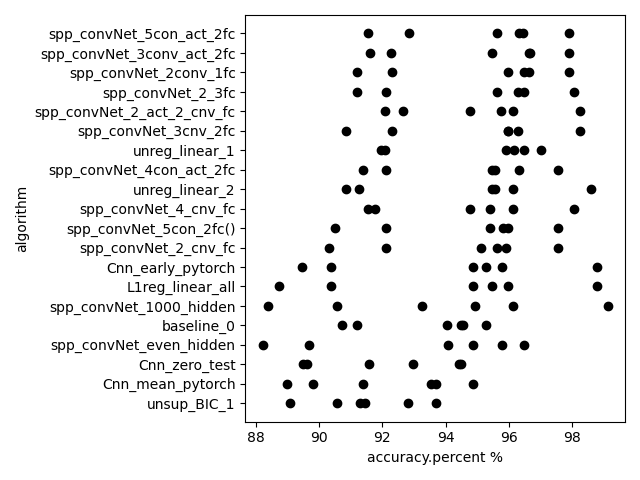 spp_convNet_5con_act_2fc
spp_convNet_3conv_act_2fc
spp_convNet_2conv_1fc
spp_convNet_2_3fc
spp_convNet_2_act_2_cnv_fc
spp_convNet_3cnv_2fc
unreg_linear_1
spp_convNet_4con_act_2fc
unreg_linear_2
spp_convNet_4_cnv_fc
spp_convNet_5con_2fc()
spp_convNet_2_cnv_fc
Cnn_early_pytorch
L1reg_linear_all
spp_convNet_1000_hidden
baseline_0
spp_convNet_even_hidden
Cnn_zero_test
Cnn_mean_pytorch
unsup_BIC_1
algorithm
88 90 92 94 96 98
accuracy.percent %